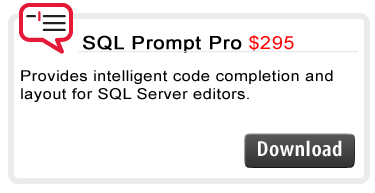 SQL Prompt Pro $295
Provides intelligent code completion and
layout for SQL Server editors.
Download